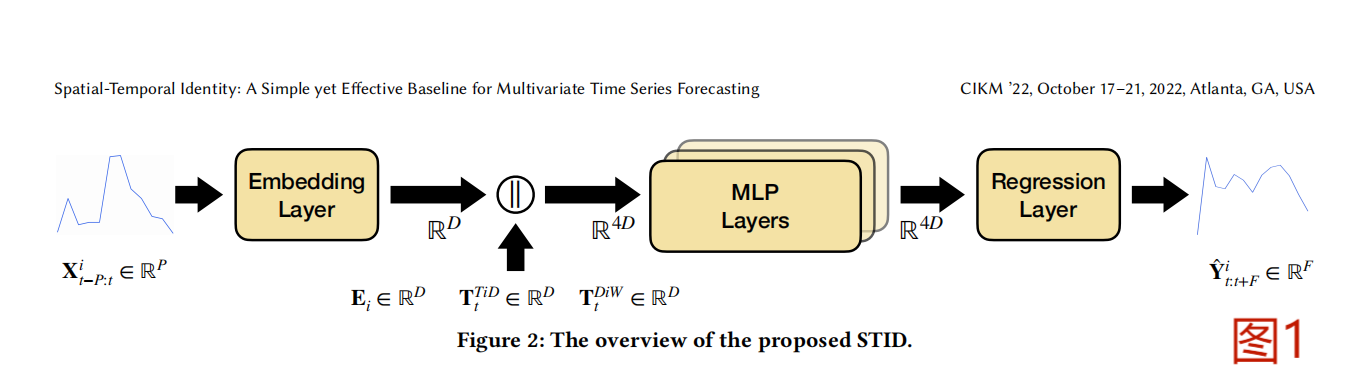 Spatial-Temporal Identity: A Simple yet Effective Baseline for Multivariate Time Series Forecasting
CIKM ’22, October 17–21, 2022, Atlanta, GA, USA
Embedding
Layer
||
MLP
Layers
Regression
Layer
ℝ^D
ℝ^{4D}
ℝ^{4D}
𝐗^i_{t−P:t} ∈ ℝ^P
𝐄_i ∈ ℝ^D
𝐓^{TiD}_t ∈ ℝ^D
𝐓^{DiW}_t ∈ ℝ^D
𝐘̂^i_{t:t+F} ∈ ℝ^F
Figure 2: The overview of the proposed STID.
图1